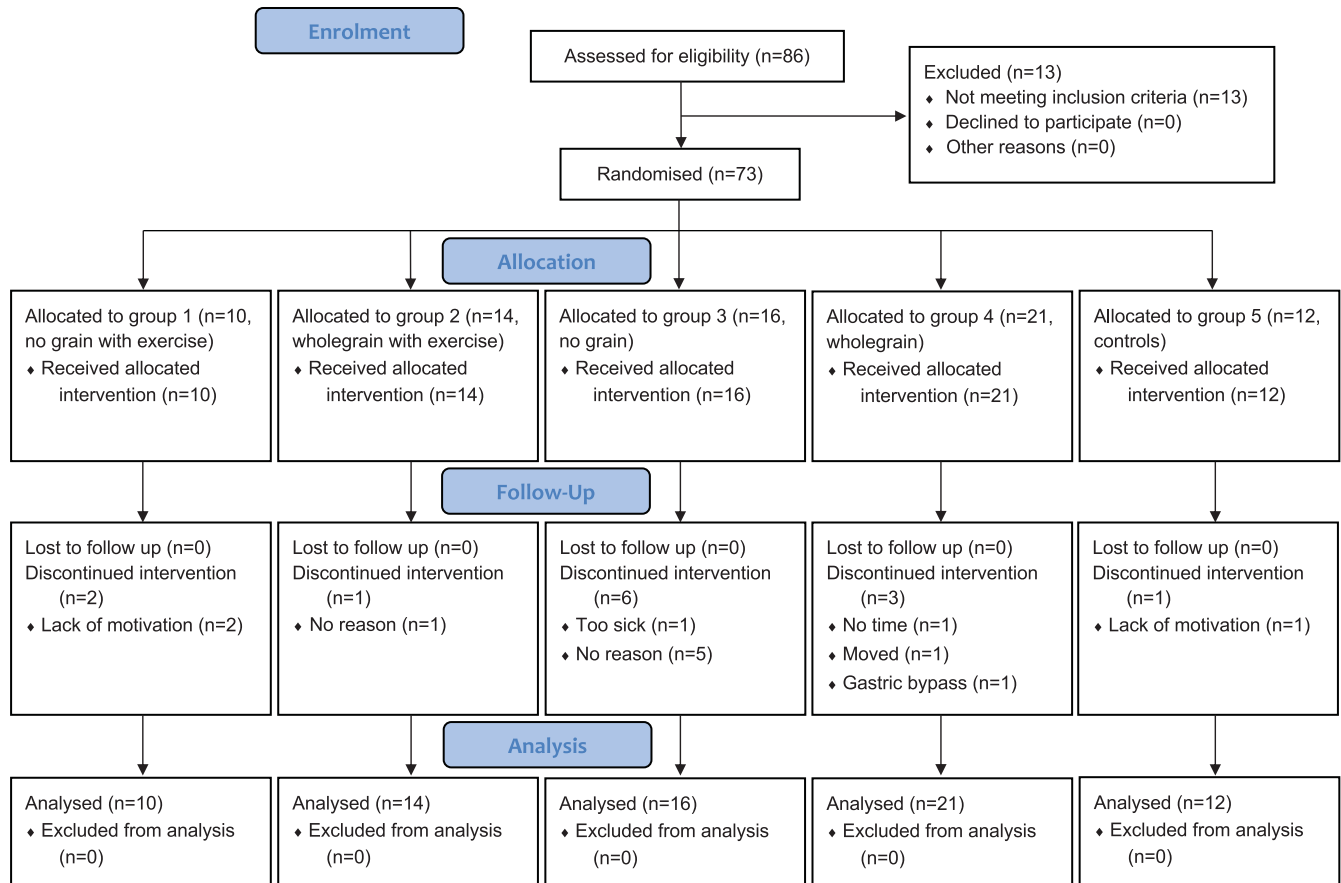 Enrolment
Assessed for eligibility (n=86)
Excluded (n=13)
♦ Not meeting inclusion criteria (n=13)
♦ Declined to participate (n=0)
♦ Other reasons (n=0)
Randomised (n=73)
Allocation
Allocated to group 1 (n=10,
no grain with exercise)
♦ Received allocated
intervention (n=10)
Allocated to group 2 (n=14,
wholegrain with exercise)
♦ Received allocated
intervention (n=14)
Allocated to group 3 (n=16,
no grain)
♦ Received allocated
intervention (n=16)
Allocated to group 4 (n=21,
wholegrain)
♦ Received allocated
intervention (n=21)
Allocated to group 5 (n=12,
controls)
♦ Received allocated
intervention (n=12)
Follow-Up
Lost to follow up (n=0)
Discontinued intervention
(n=2)
♦ Lack of motivation (n=2)
Lost to follow up (n=0)
Discontinued intervention
(n=1)
♦ No reason (n=1)
Lost to follow up (n=0)
Discontinued intervention
(n=6)
♦ Too sick (n=1)
♦ No reason (n=5)
Lost to follow up (n=0)
Discontinued intervention
(n=3)
♦ No time (n=1)
♦ Moved (n=1)
♦ Gastric bypass (n=1)
Lost to follow up (n=0)
Discontinued intervention
(n=1)
♦ Lack of motivation (n=1)
Analysis
Analysed (n=10)
♦ Excluded from analysis
(n=0)
Analysed (n=14)
♦ Excluded from analysis
(n=0)
Analysed (n=16)
♦ Excluded from analysis
(n=0)
Analysed (n=21)
♦ Excluded from analysis
(n=0)
Analysed (n=12)
♦ Excluded from analysis
(n=0)